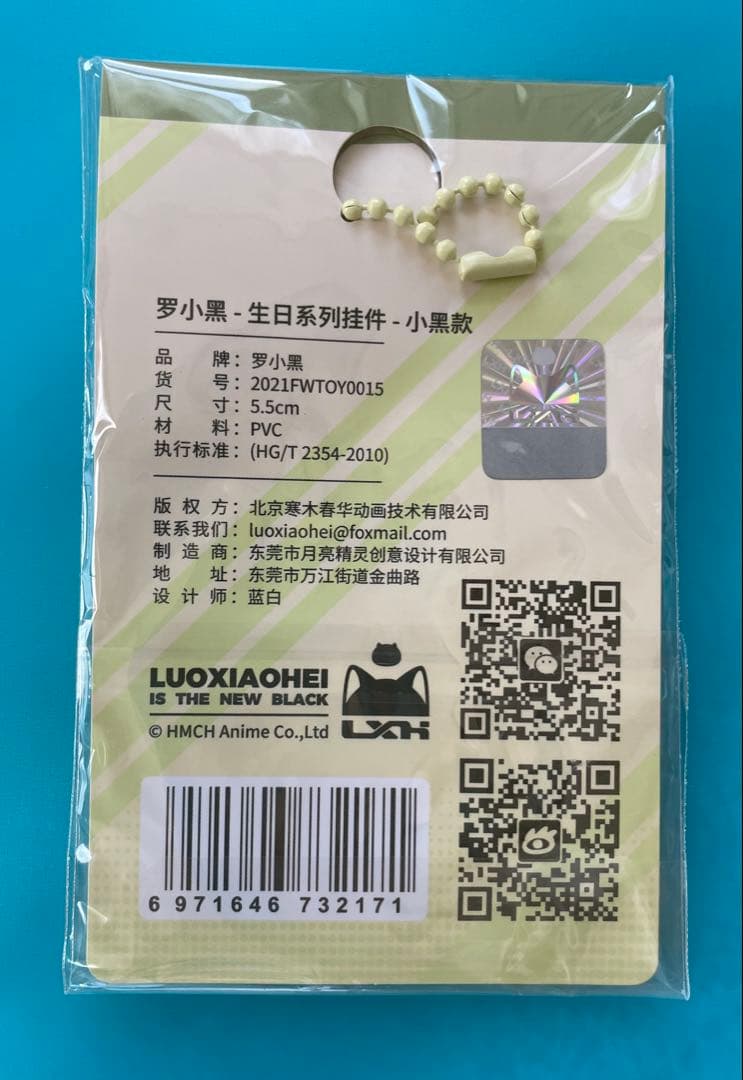 罗小黑 - 生日系列挂件 - 小黑款
品 牌：罗小黑
货 号：2021FWTOY0015
尺 寸：5.5cm
材 料：PVC
执行标准：(HG/T 2354-2010)
版 权 方：北京寒木春华动画技术有限公司
联系我们：luoxiaohei@foxmail.com
制 造 商：东莞市月亮精灵创意设计有限公司
地 址：东莞市万江街道金曲路
设 计 师：蓝白
LUOXIAOHEI
IS THE NEW BLACK
© HMCH Anime Co.,Ltd
LXH
6 971646 732171